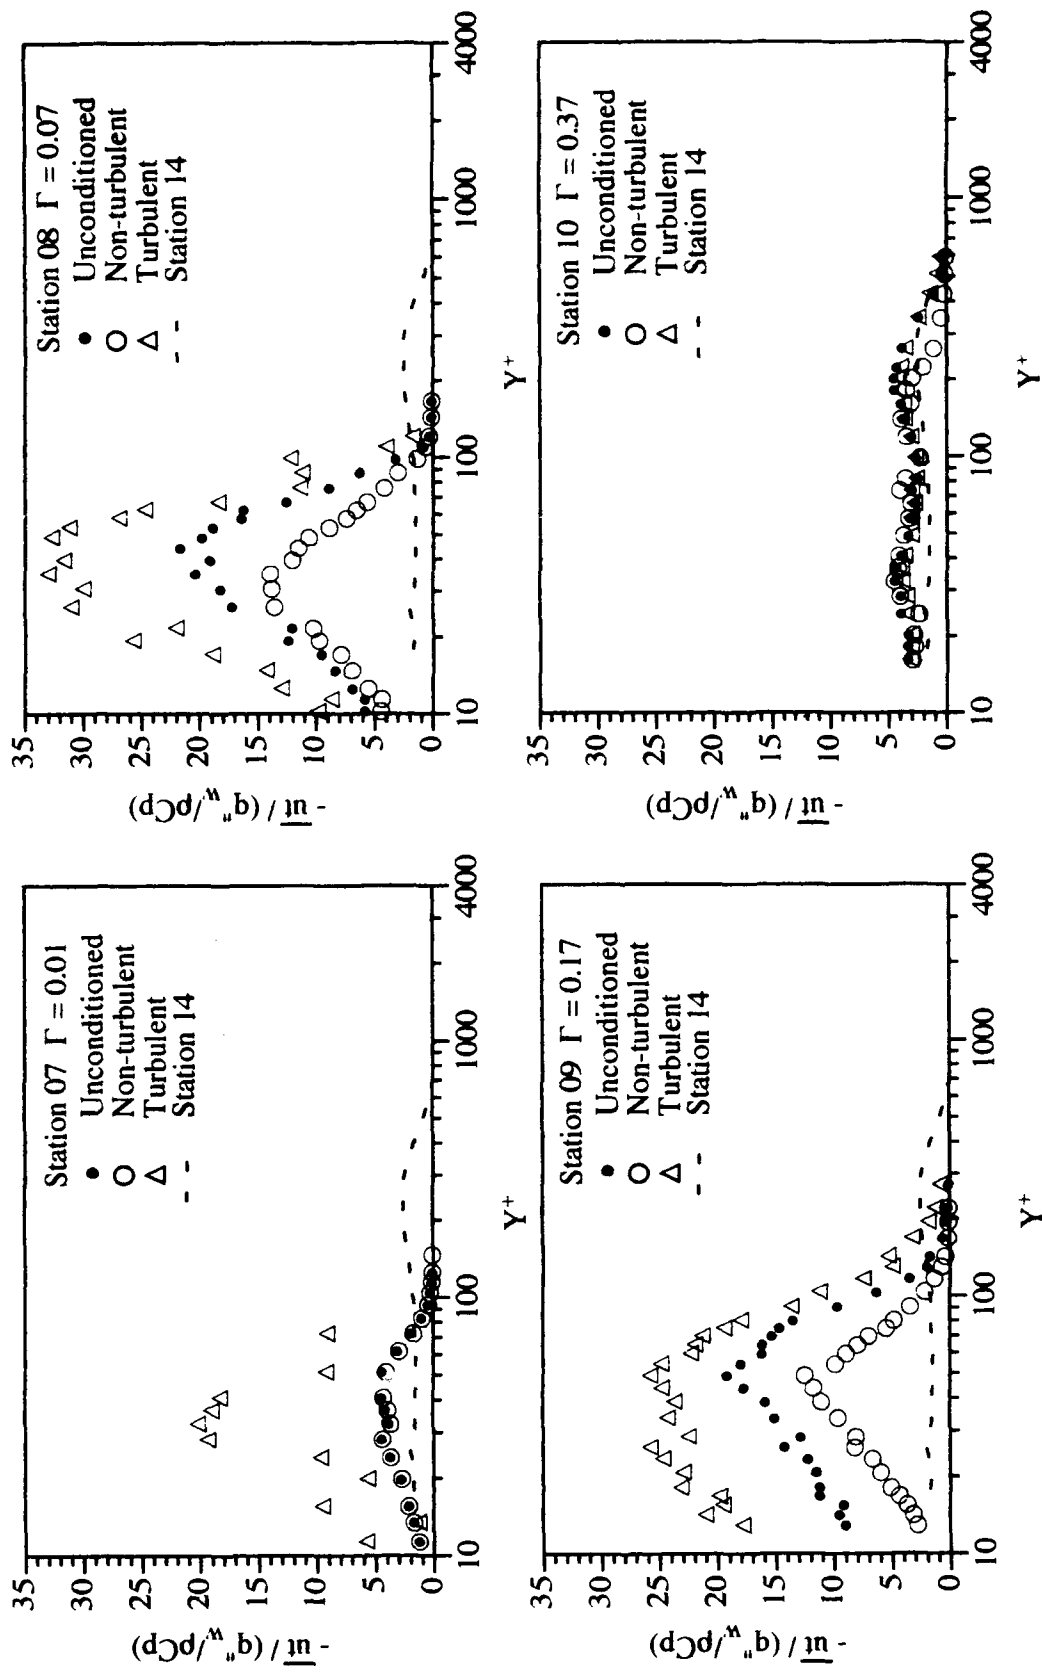 Station 07 Γ = 0.01
● Unconditioned
○ Non-turbulent
△ Turbulent
- - Station 14
35
30
25
20
15
10
5
0
- u̅t̅ / (q''w/ρCp)
10 100 1000 4000
Y⁺
Station 08 Γ = 0.07
● Unconditioned
○ Non-turbulent
△ Turbulent
- - Station 14
35
30
25
20
15
10
5
0
- u̅t̅ / (q''w/ρCp)
10 100 1000 4000
Y⁺
Station 09 Γ = 0.17
● Unconditioned
○ Non-turbulent
△ Turbulent
- - Station 14
35
30
25
20
15
10
5
0
- u̅t̅ / (q''w/ρCp)
10 100 1000 4000
Y⁺
Station 10 Γ = 0.37
● Unconditioned
○ Non-turbulent
△ Turbulent
- - Station 14
35
30
25
20
15
10
5
0
- u̅t̅ / (q''w/ρCp)
10 100 1000 4000
Y⁺